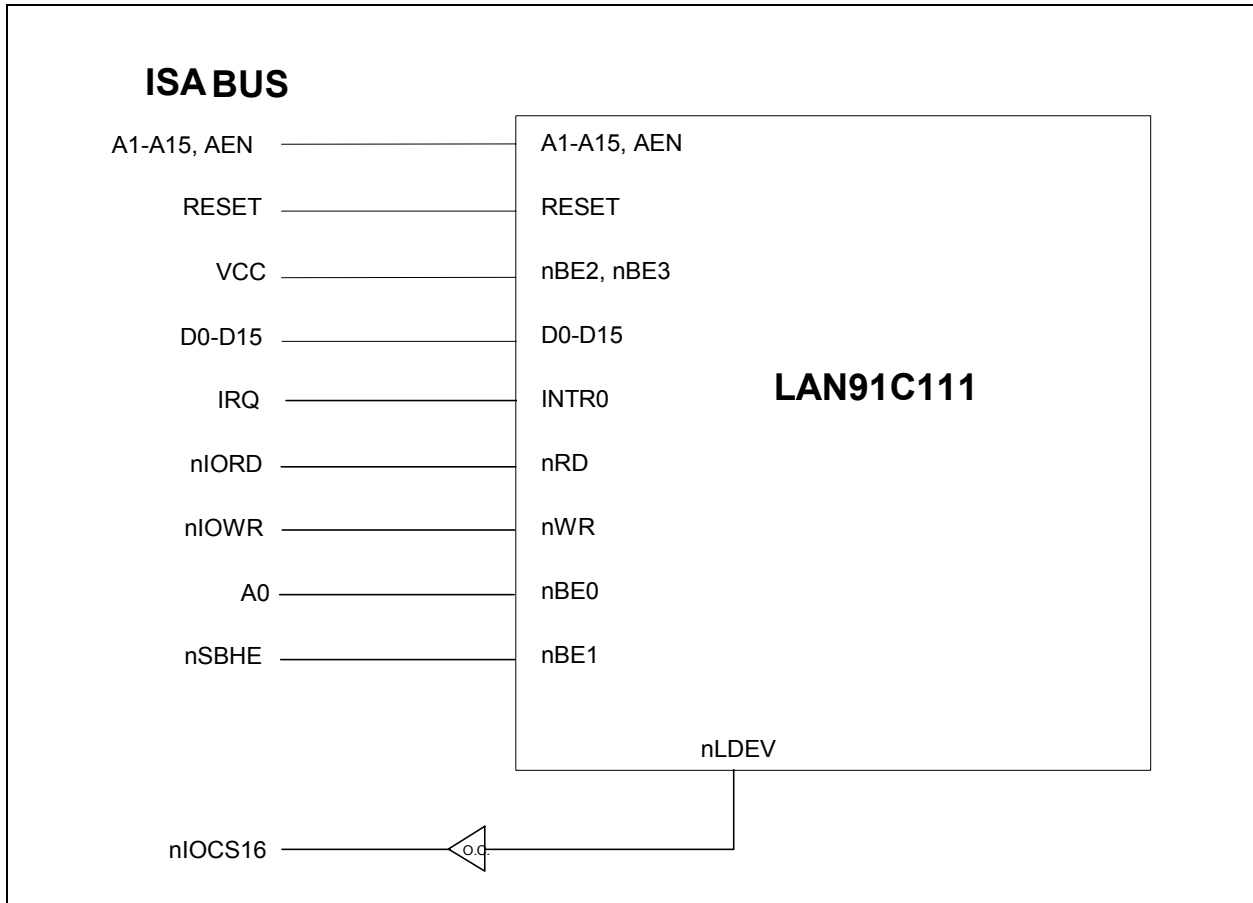 ISA BUS
A1-A15, AEN A1-A15, AEN
RESET RESET
VCC nBE2, nBE3
D0-D15 D0-D15
LAN91C111
IRQ INTR0
nIORD nRD
nIOWR nWR
A0 nBE0
nSBHE nBE1
nLDEV
nIOCS16 O.C.